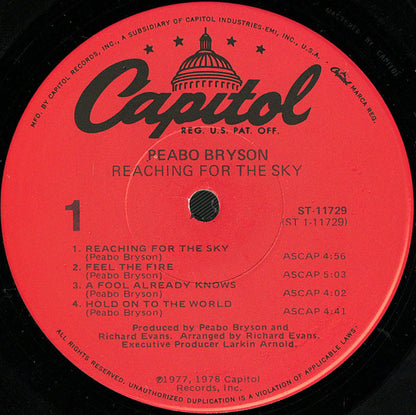 MFG. BY CAPITOL RECORDS, INC., A SUBSIDIARY OF CAPITOL INDUSTRIES-EMI, INC., U.S.A.
Capitol MARCA REG.
Capitol
REG. U.S. PAT. OFF.
PEABO BRYSON
REACHING FOR THE SKY
1
ST-11729
(ST 1-11729)
1. REACHING FOR THE SKY
(Peabo Bryson) ASCAP 4:56
2. FEEL THE FIRE
(Peabo Bryson) ASCAP 5:03
3. A FOOL ALREADY KNOWS
(Peabo Bryson) ASCAP 4:02
4. HOLD ON TO THE WORLD
(Peabo Bryson) ASCAP 4:41
Produced by Peabo Bryson and
Richard Evans. Arranged by Richard Evans.
Executive Producer Larkin Arnold.
℗1977, 1978 Capitol
Records, Inc.
ALL RIGHTS RESERVED. UNAUTHORIZED DUPLICATION IS A VIOLATION OF APPLICABLE LAWS.